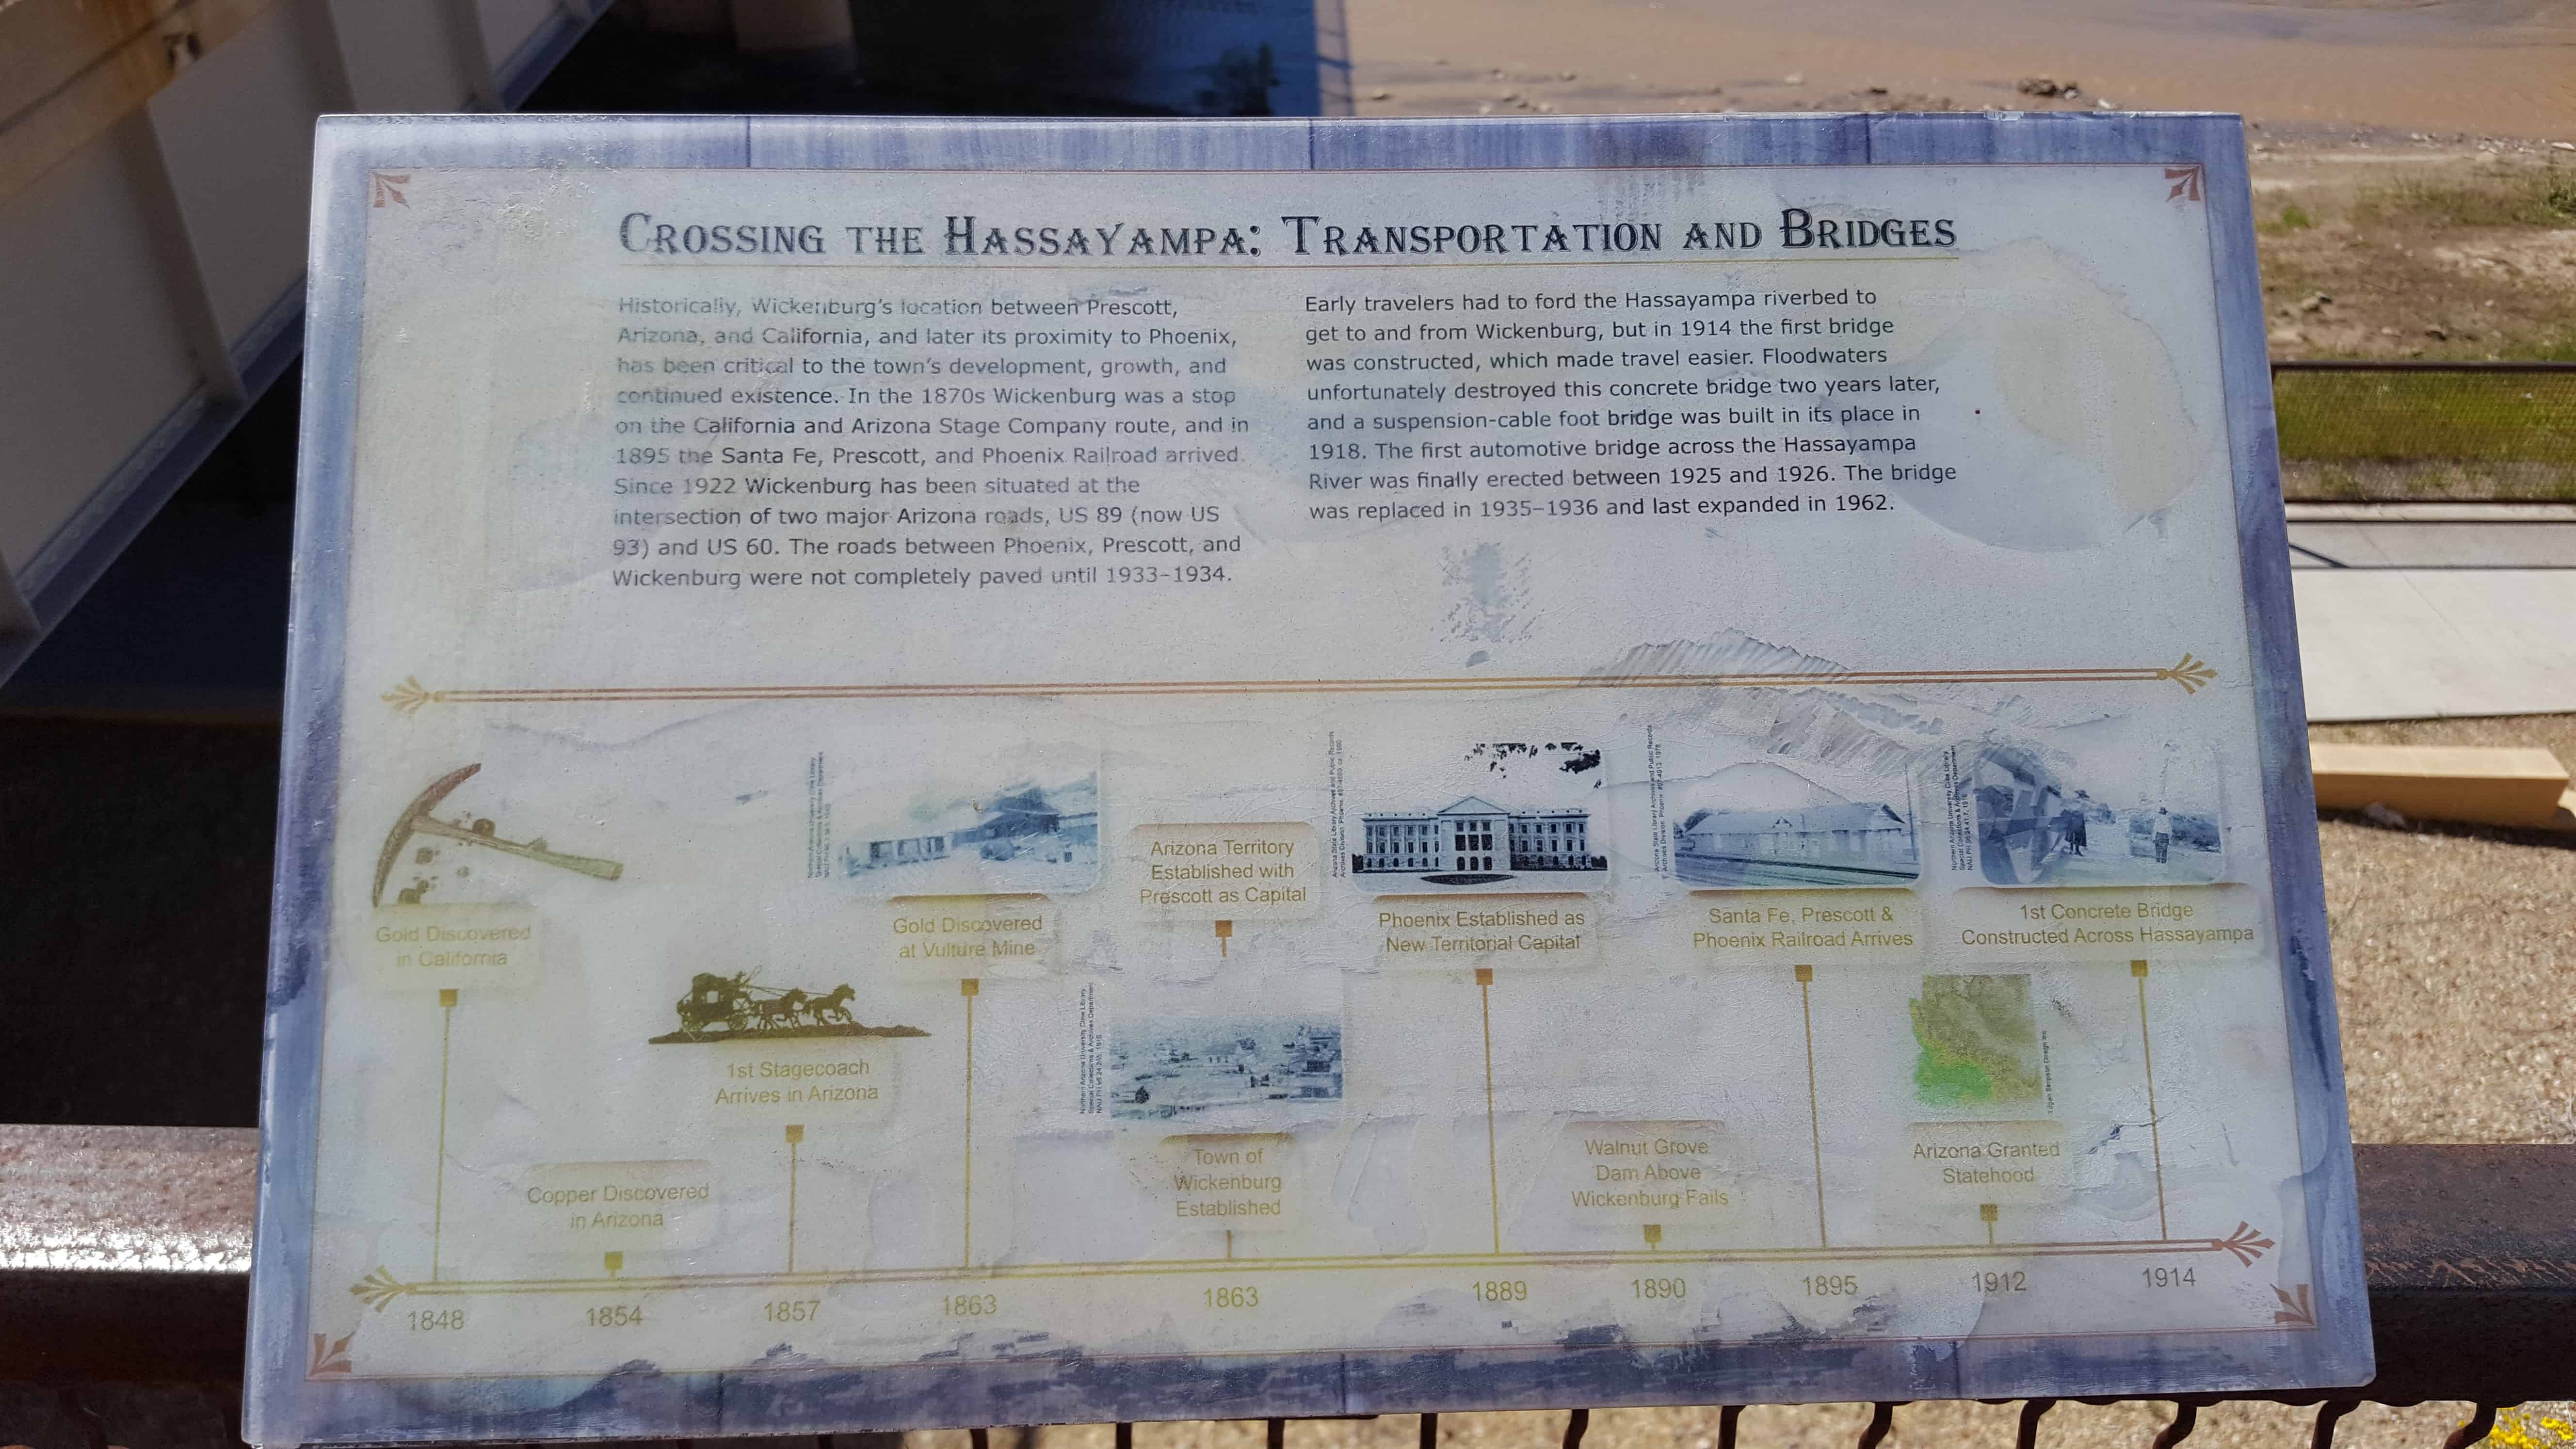 CROSSING THE HASSAYAMPA: TRANSPORTATION AND BRIDGES
Historically, Wickenburg's location between Prescott,
Arizona, and California, and later its proximity to Phoenix,
has been critical to the town's development, growth, and
continued existence. In the 1870s Wickenburg was a stop
on the California and Arizona Stage Company route, and in
1895 the Santa Fe, Prescott, and Phoenix Railroad arrived.
Since 1922 Wickenburg has been situated at the
intersection of two major Arizona roads, US 89 (now US
93) and US 60. The roads between Phoenix, Prescott, and
Wickenburg were not completely paved until 1933–1934.
Early travelers had to ford the Hassayampa riverbed to
get to and from Wickenburg, but in 1914 the first bridge
was constructed, which made travel easier. Floodwaters
unfortunately destroyed this concrete bridge two years later,
and a suspension-cable foot bridge was built in its place in
1918. The first automotive bridge across the Hassayampa
River was finally erected between 1925 and 1926. The bridge
was replaced in 1935–1936 and last expanded in 1962.
Gold Discovered
in California
Copper Discovered
in Arizona
1st Stagecoach
Arrives in Arizona
Gold Discovered
at Vulture Mine
Arizona Territory
Established with
Prescott as Capital
Town of
Wickenburg
Established
Phoenix Established as
New Territorial Capital
Walnut Grove
Dam Above
Wickenburg Fails
Santa Fe, Prescott &
Phoenix Railroad Arrives
Arizona Granted
Statehood
1st Concrete Bridge
Constructed Across Hassayampa
1848 1854 1857 1863 1863 1889 1890 1895 1912 1914